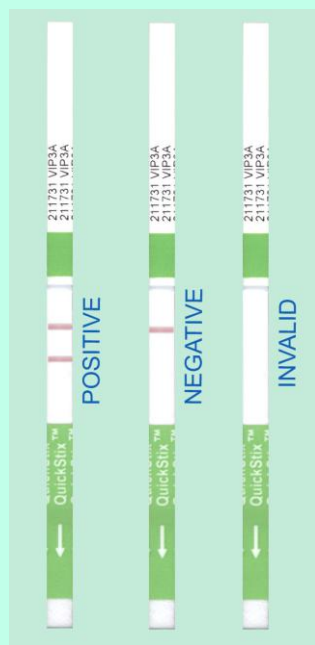 211731 VIP3A
211731 VIP3A
QuickStix™
POSITIVE
211731 VIP3A
211731 VIP3A
QuickStix™
NEGATIVE
211731 VIP3A
211731 VIP3A
QuickStix™
INVALID